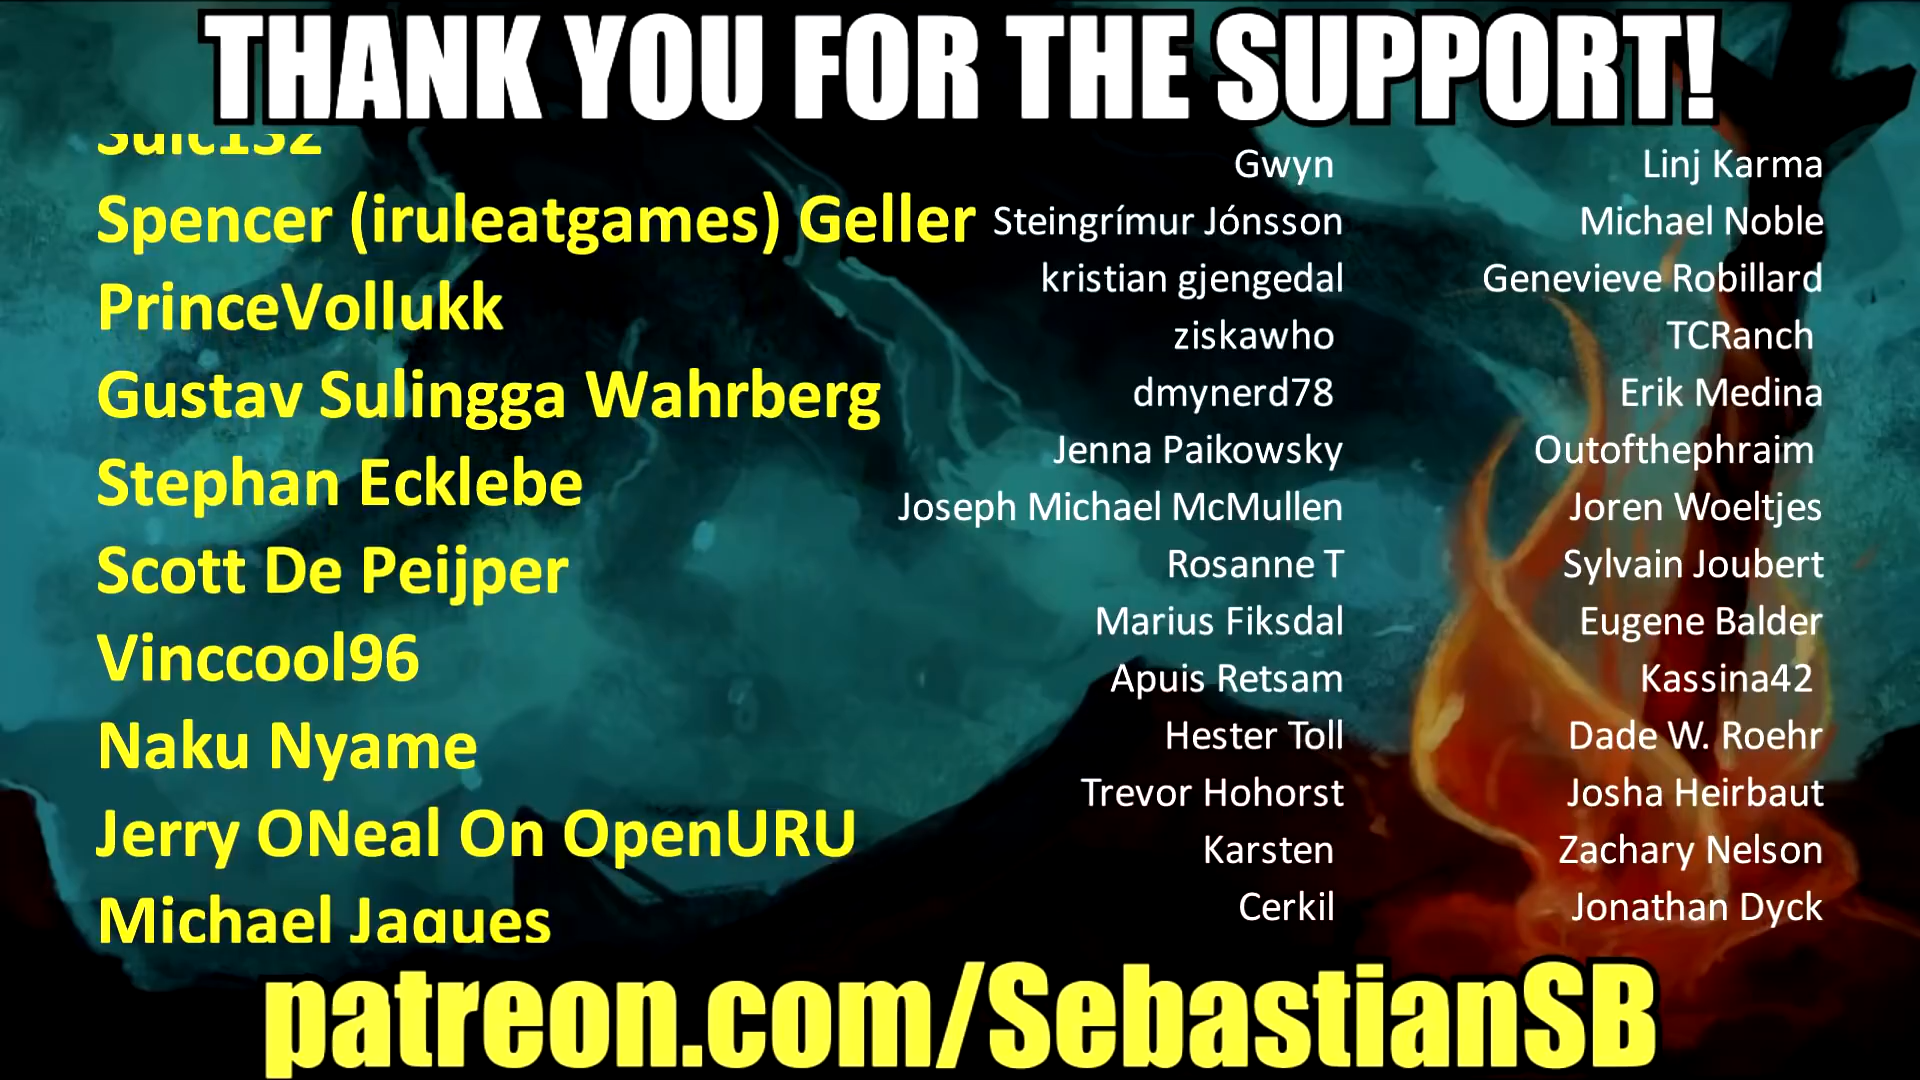 THANK YOU FOR THE SUPPORT!
Spencer (iruleatgames) Geller
PrinceVollukk
Gustav Sulingga Wahrberg
Stephan Ecklebe
Scott De Peijper
Vinccool96
Naku Nyame
Jerry ONeal On OpenURU
Michael Jaques
Gwyn
Steingrímur Jónsson
kristian gjengedal
ziskawho
dmynerd78
Jenna Paikowsky
Joseph Michael McMullen
Rosanne T
Marius Fiksdal
Apuis Retsam
Hester Toll
Trevor Hohorst
Karsten
Cerkil
Linj Karma
Michael Noble
Genevieve Robillard
TCRanch
Erik Medina
Outofthephraim
Joren Woeltjes
Sylvain Joubert
Eugene Balder
Kassina42
Dade W. Roehr
Josha Heirbaut
Zachary Nelson
Jonathan Dyck
patreon.com/SebastianSB